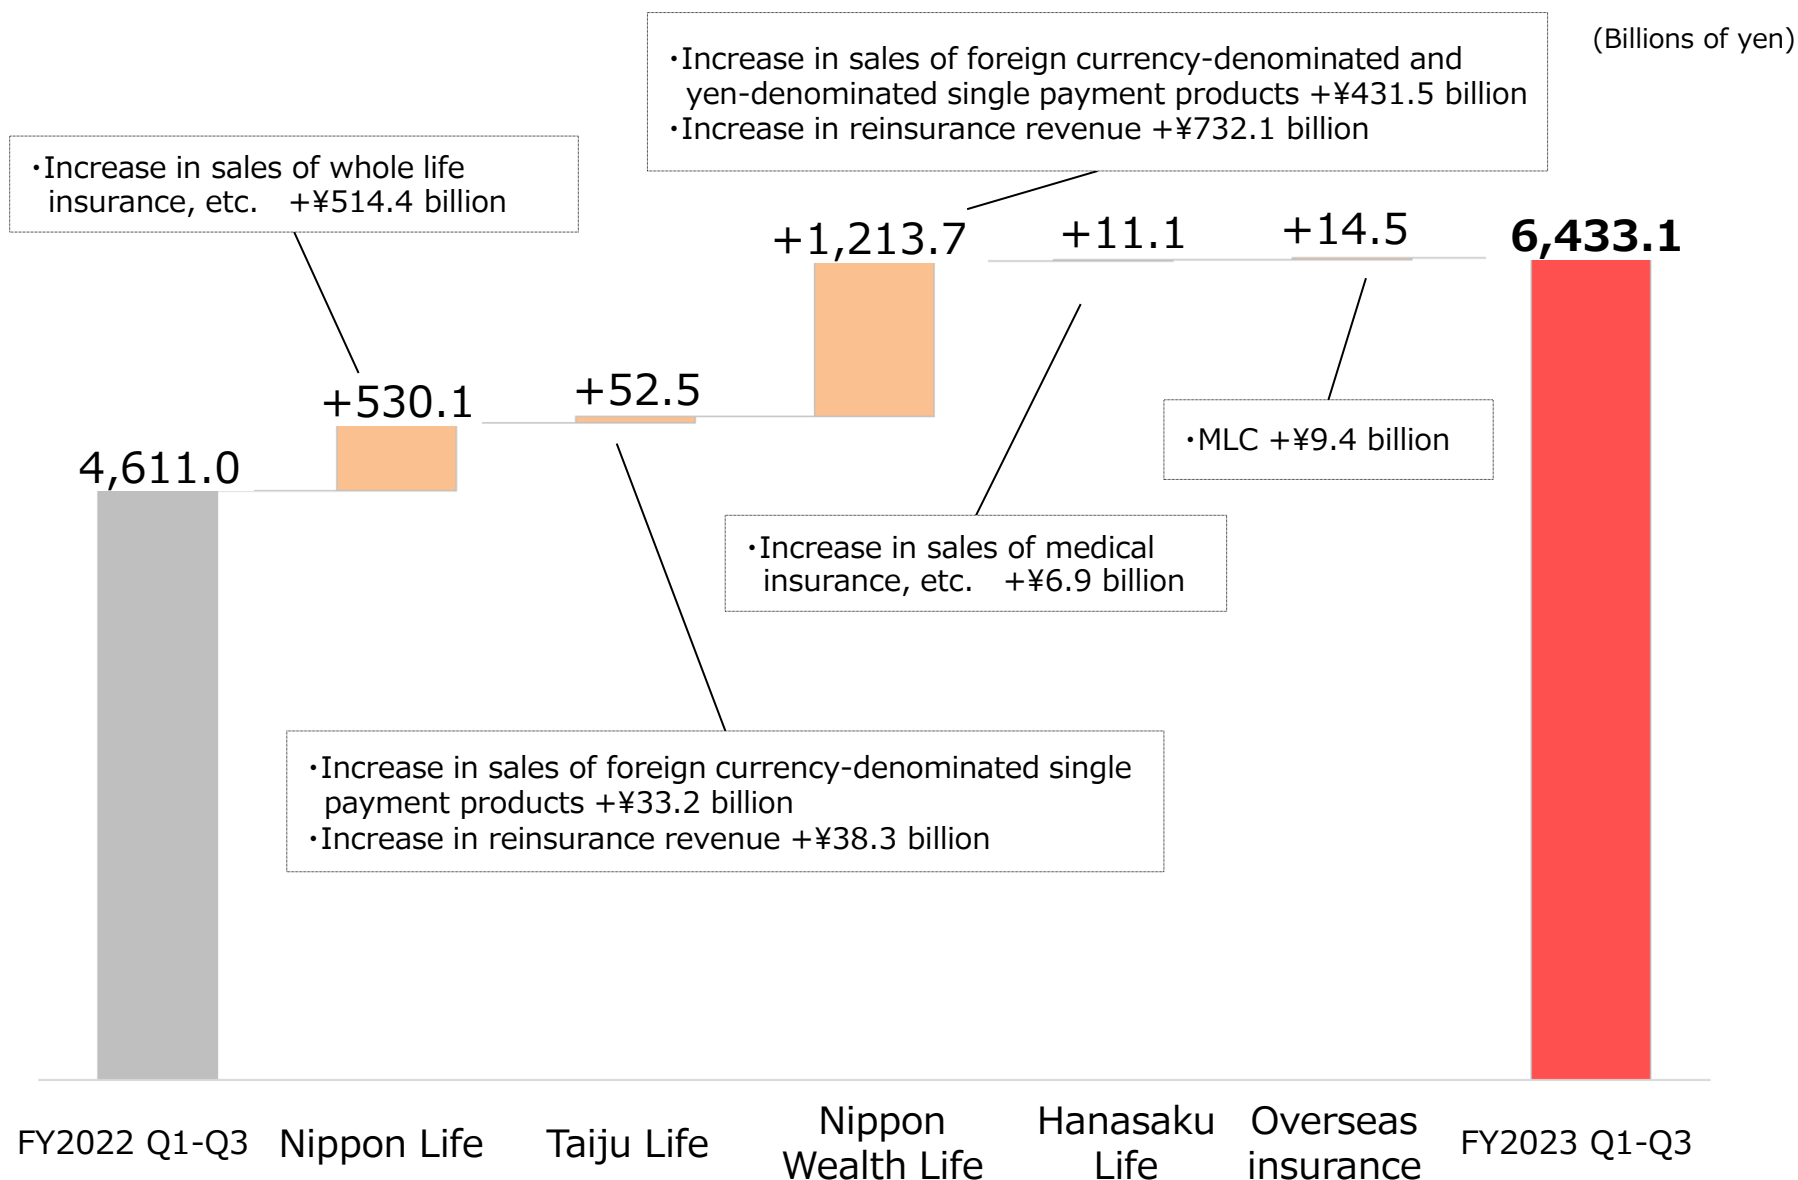 (Billions of yen)
・Increase in sales of foreign currency-denominated and
yen-denominated single payment products +¥431.5 billion
・Increase in reinsurance revenue +¥732.1 billion
・Increase in sales of whole life
insurance, etc. +¥514.4 billion
4,611.0
+530.1
+52.5
+1,213.7
+11.1
+14.5
6,433.1
・MLC +¥9.4 billion
・Increase in sales of medical
insurance, etc. +¥6.9 billion
・Increase in sales of foreign currency-denominated single
payment products +¥33.2 billion
・Increase in reinsurance revenue +¥38.3 billion
FY2022 Q1-Q3
Nippon Life
Taiju Life
Nippon
Wealth Life
Hanasaku
Life
Overseas
insurance
FY2023 Q1-Q3